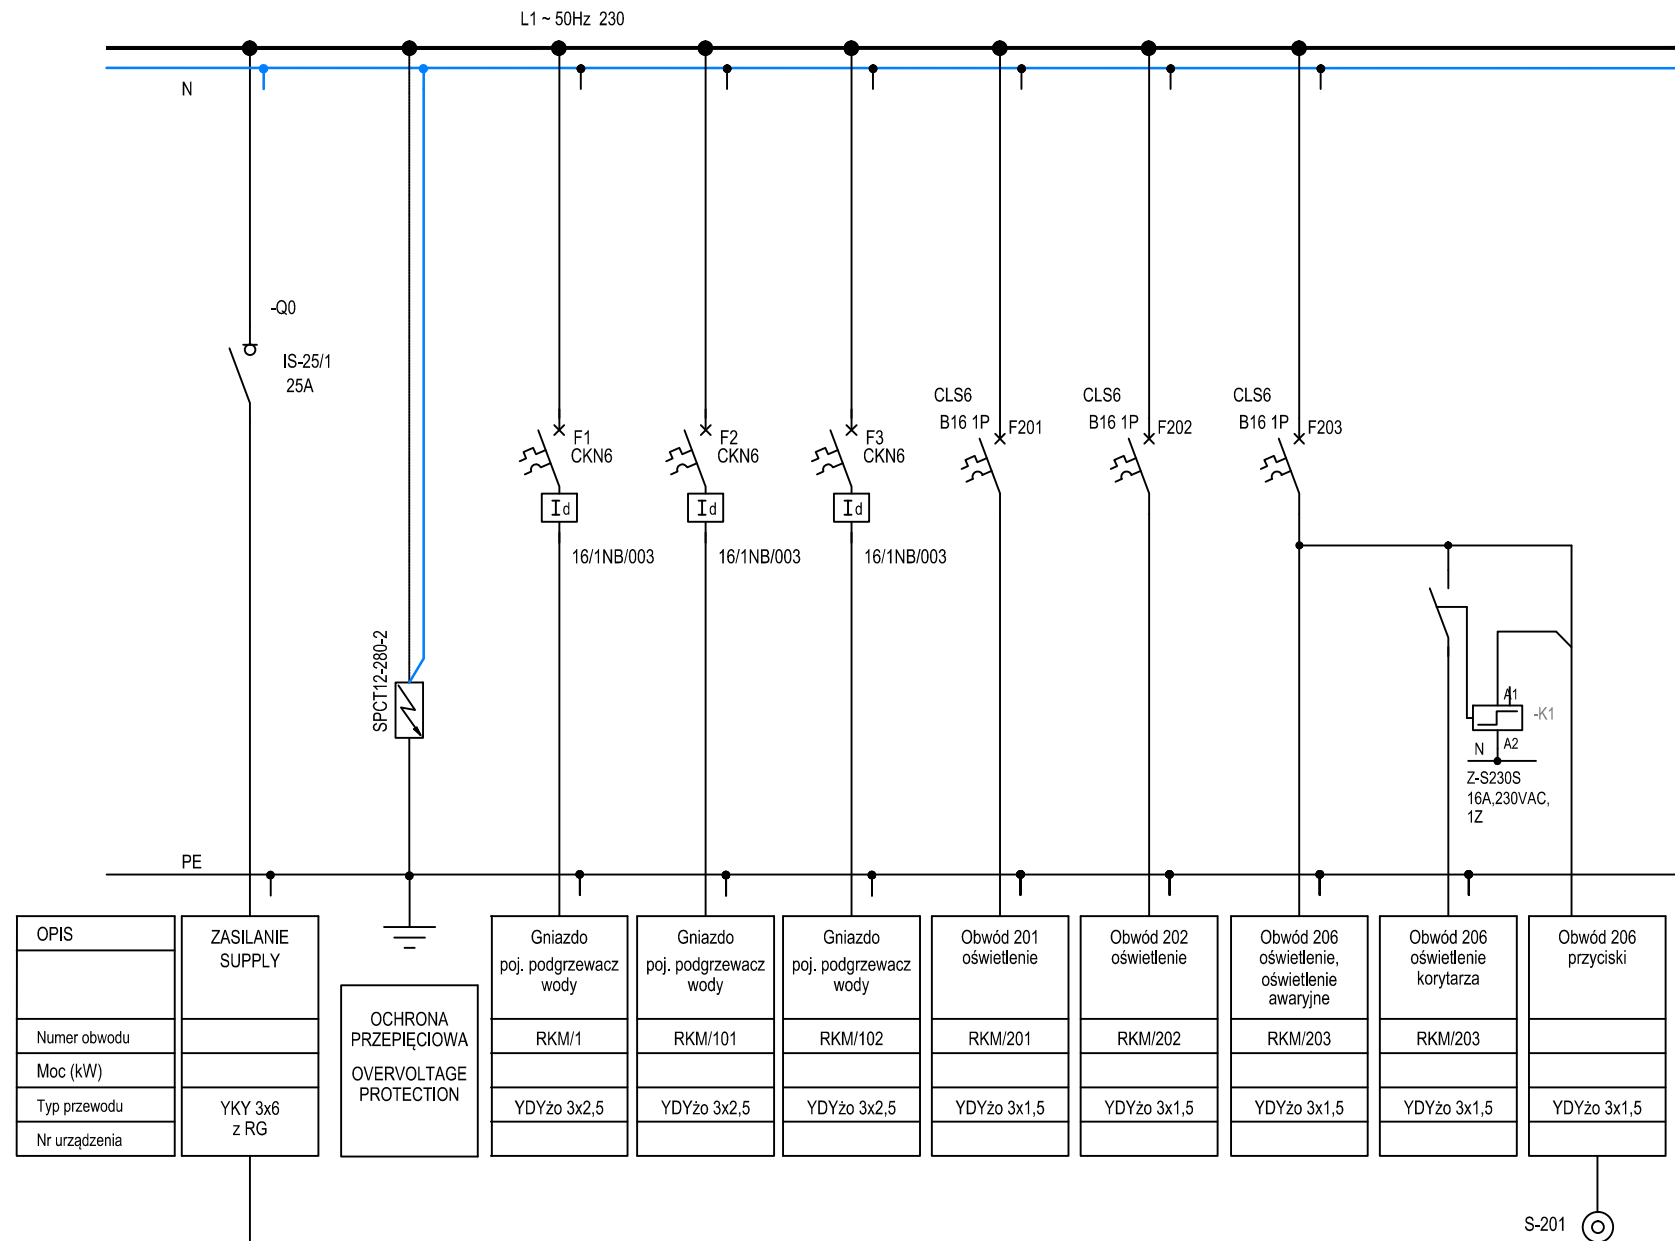 L1 ~ 50Hz 230
N
-Q0
IS-25/1
25A
SPCT12-280-2
F1
CKN6
Id
16/1NB/003
F2
CKN6
Id
16/1NB/003
F3
CKN6
Id
16/1NB/003
CLS6
B16 1P
F201
CLS6
B16 1P
F202
CLS6
B16 1P
F203
A1
-K1
N
A2
Z-S230S
16A,230VAC,
1Z
PE
OPIS
Numer obwodu
Moc (kW)
Typ przewodu
Nr urządzenia
ZASILANIE
SUPPLY
YKY 3x6
z RG
OCHRONA
PRZEPIĘCIOWA
OVERVOLTAGE
PROTECTION
Gniazdo
poj. podgrzewacz
wody
RKM/1
YDYżo 3x2,5
Gniazdo
poj. podgrzewacz
wody
RKM/101
YDYżo 3x2,5
Gniazdo
poj. podgrzewacz
wody
RKM/102
YDYżo 3x2,5
Obwód 201
oświetlenie
RKM/201
YDYżo 3x1,5
Obwód 202
oświetlenie
RKM/202
YDYżo 3x1,5
Obwód 206
oświetlenie,
oświetlenie
awaryjne
RKM/203
YDYżo 3x1,5
Obwód 206
oświetlenie
korytarza
RKM/203
YDYżo 3x1,5
Obwód 206
przyciski
YDYżo 3x1,5
S-201